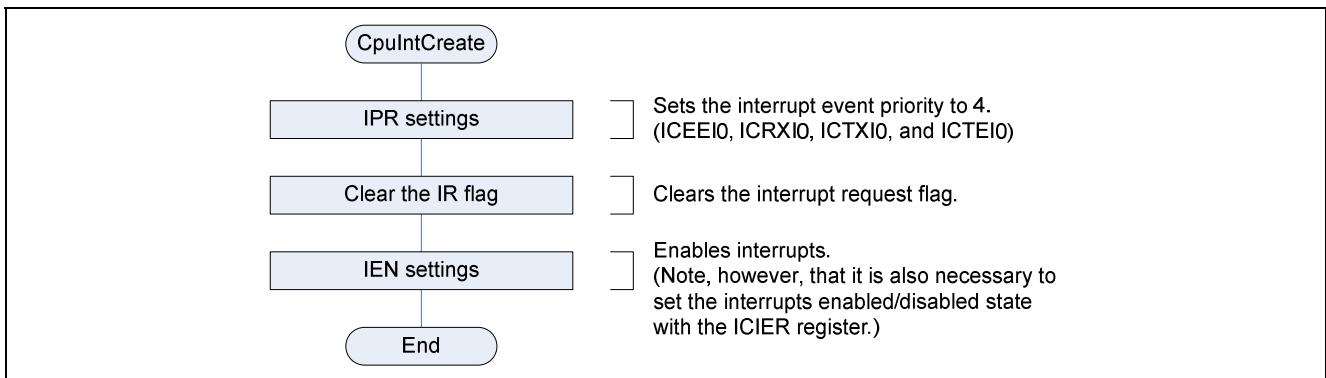 CpuIntCreate
IPR settings
Sets the interrupt event priority to 4.
(ICEEI0, ICRXI0, ICTXI0, and ICTEI0)
Clear the IR flag
Clears the interrupt request flag.
IEN settings
Enables interrupts.
(Note, however, that it is also necessary to
set the interrupts enabled/disabled state
with the ICIER register.)
End